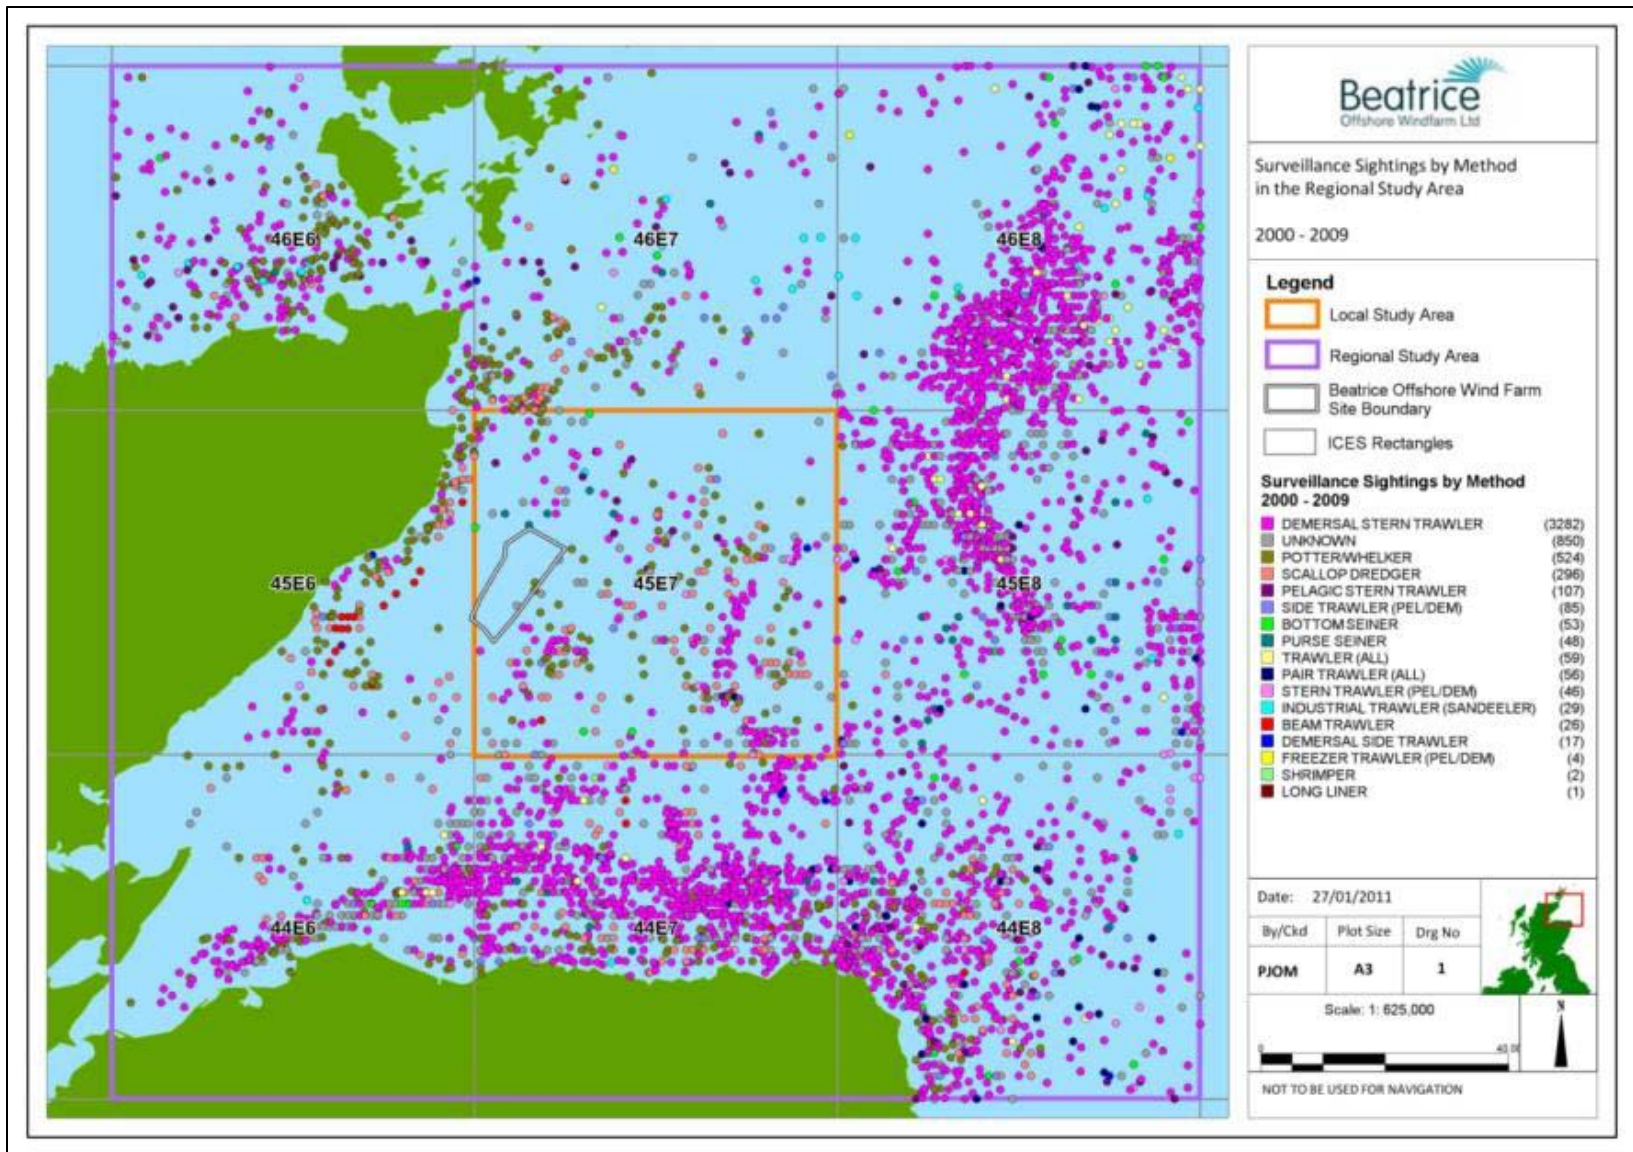 46E6
46E7
46E8
45E6
45E7
45E8
44E6
44E7
44E8
Beatrice
Offshore Windfarm Ltd
Surveillance Sightings by Method
in the Regional Study Area
2000 - 2009
Legend
Local Study Area
Regional Study Area
Beatrice Offshore Wind Farm
Site Boundary
ICES Rectangles
Surveillance Sightings by Method
2000 - 2009
DEMERSAL STERN TRAWLER (3282)
UNKNOWN (850)
POTTER/WHELKER (524)
SCALLOP DREDGER (296)
PELAGIC STERN TRAWLER (107)
SIDE TRAWLER (PEL/DEM) (85)
BOTTOM SEINER (53)
PURSE SEINER (48)
TRAWLER (ALL) (59)
PAIR TRAWLER (ALL) (56)
STERN TRAWLER (PEL/DEM) (46)
INDUSTRIAL TRAWLER (SANDEELER) (29)
BEAM TRAWLER (26)
DEMERSAL SIDE TRAWLER (17)
FREEZER TRAWLER (PEL/DEM) (4)
SHRIMPER (2)
LONG LINER (1)
Date: 27/01/2011
By/Ckd Plot Size Drg No
PJOM A3 1
Scale: 1: 625,000
N
0
NOT TO BE USED FOR NAVIGATION